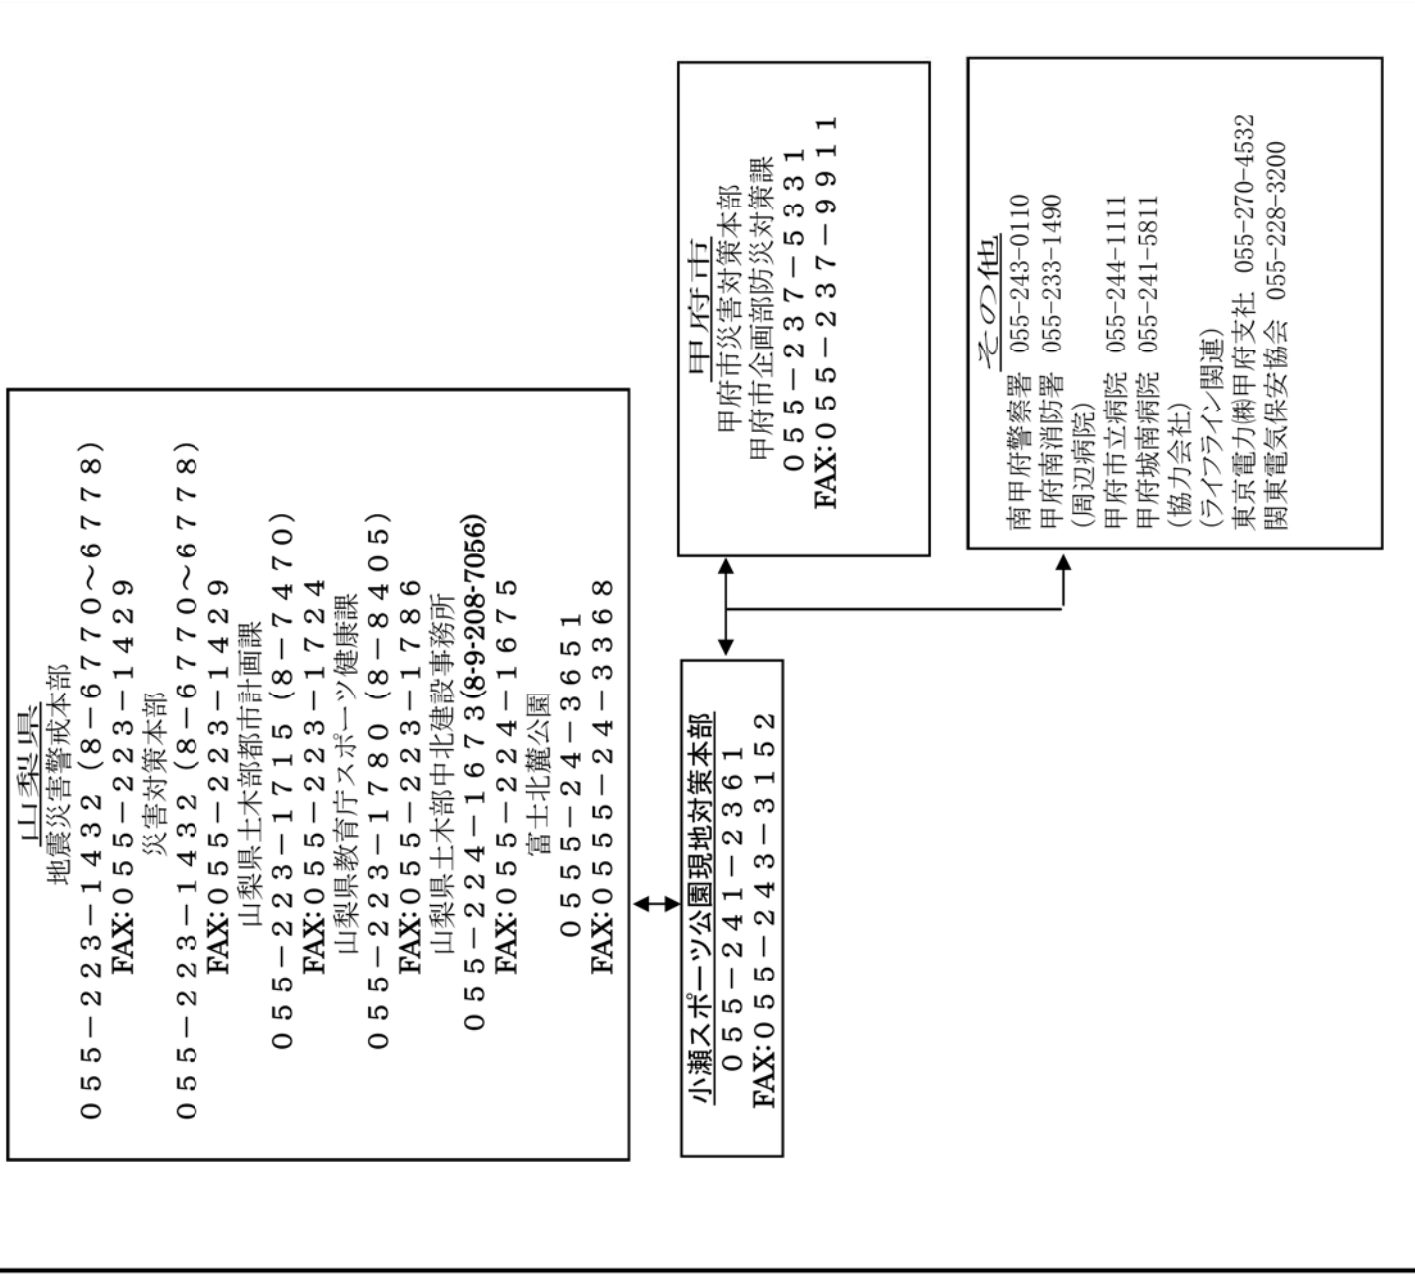 山梨県
地震災害警戒本部
055－223－1432（8－6770～6778）
FAX:055－223－1429
災害対策本部
055－223－1432（8－6770～6778）
FAX:055－223－1429
山梨県土木部都市計画課
055－223－1715（8－7470）
FAX:055－223－1724
山梨県教育庁スポーツ健康課
055－223－1780（8－8405）
FAX:055－223－1786
山梨県土木部中北建設事務所
055－224－1673(8-9-208-7056)
FAX:055－224－1675
富士北麓公園
0555－24－3651
FAX:0555－24－3368
小瀬スポーツ公園現地対策本部
055－241－2361
FAX:055－243－3152
甲府市
甲府市災害対策本部
甲府市企画部防災対策課
055－237－5331
FAX:055－237－9911
その他
南甲府警察署 055-243-0110
甲府南消防署 055-233-1490
(周辺病院)
甲府市立病院 055-244-1111
甲府城南病院 055-241-5811
(協力会社)
(ライフライン関連)
東京電力㈱甲府支社 055-270-4532
関東電気保安協会 055-228-3200